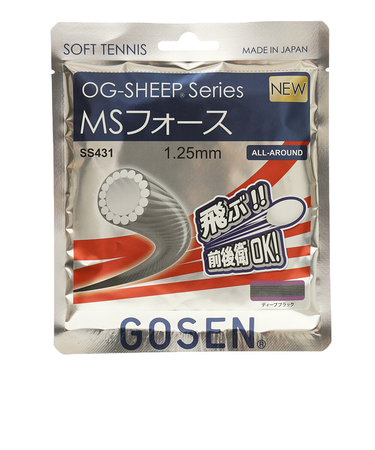 SOFT TENNIS
MADE IN JAPAN
OG-SHEEP Series
NEW
MSフォース
SS431
1.25mm
ALL-AROUND
飛ぶ!!
前後衛OK!
ディープブラック
GOSEN®